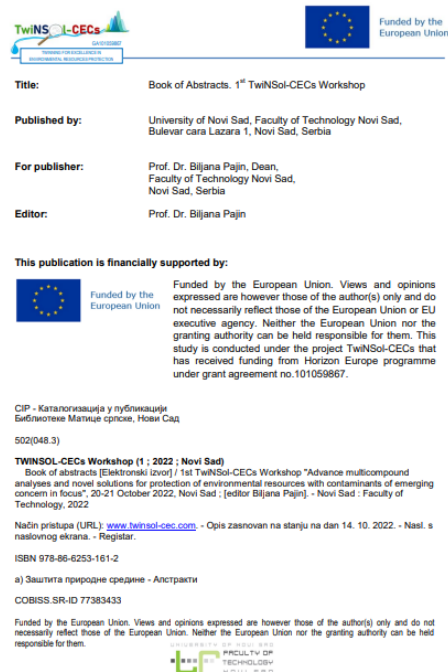 TwiNSOL-CECs
GA101059867
TWINNING FOR EXCELLENCE IN
ENVIRONMENTAL RESOURCES PROTECTION
Funded by the
European Union
Title: Book of Abstracts. 1st TwiNSol-CECs Workshop
Published by: University of Novi Sad, Faculty of Technology Novi Sad,
Bulevar cara Lazara 1, Novi Sad, Serbia
For publisher: Prof. Dr. Biljana Pajin, Dean,
Faculty of Technology Novi Sad,
Novi Sad, Serbia
Editor: Prof. Dr. Biljana Pajin
This publication is financially supported by:
Funded by the
European Union
Funded by the European Union. Views and opinions
expressed are however those of the author(s) only and do
not necessarily reflect those of the European Union or EU
executive agency. Neither the European Union nor the
granting authority can be held responsible for them. This
study is conducted under the project TwiNSol-CECs that
has received funding from Horizon Europe programme
under grant agreement no.101059867.
CIP - Каталогизација у публикацији
Библиотеке Матице српске, Нови Сад
502(048.3)
TWINSOL-CECs Workshop (1 ; 2022 ; Novi Sad)
Book of abstracts [Elektronski izvor] / 1st TwiNSol-CECs Workshop "Advance multicompound
analyses and novel solutions for protection of environmental resources with contaminants of emerging
concern in focus", 20-21 October 2022, Novi Sad ; [editor Biljana Pajin]. - Novi Sad : Faculty of
Technology, 2022
Način pristupa (URL): www.twinsol-cec.com. - Opis zasnovan na stanju na dan 14. 10. 2022. - Nasl. s
naslovnog ekrana. - Registar.
ISBN 978-86-6253-161-2
a) Заштита природне средине - Апстракти
COBISS.SR-ID 77383433
Funded by the European Union. Views and opinions expressed are however those of the author(s) only and do not
necessarily reflect those of the European Union. Neither the European Union nor the granting authority can be held
responsible for them.
UNIVERSITY OF NOVI SAD
FACULTY OF
TECHNOLOGY